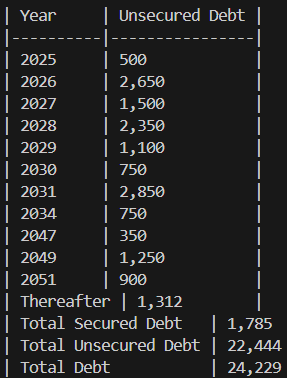 | Year     | Unsecured Debt |
|----------|----------------|
| 2025     | 500            |
| 2026     | 2,650          |
| 2027     | 1,500          |
| 2028     | 2,350          |
| 2029     | 1,100          |
| 2030     | 750            |
| 2031     | 2,850          |
| 2034     | 750            |
| 2047     | 350            |
| 2049     | 1,250          |
| 2051     | 900            |
| Thereafter | 1,312        |
| Total Secured Debt   | 1,785
| Total Unsecured Debt | 22,444
| Total Debt           | 24,229